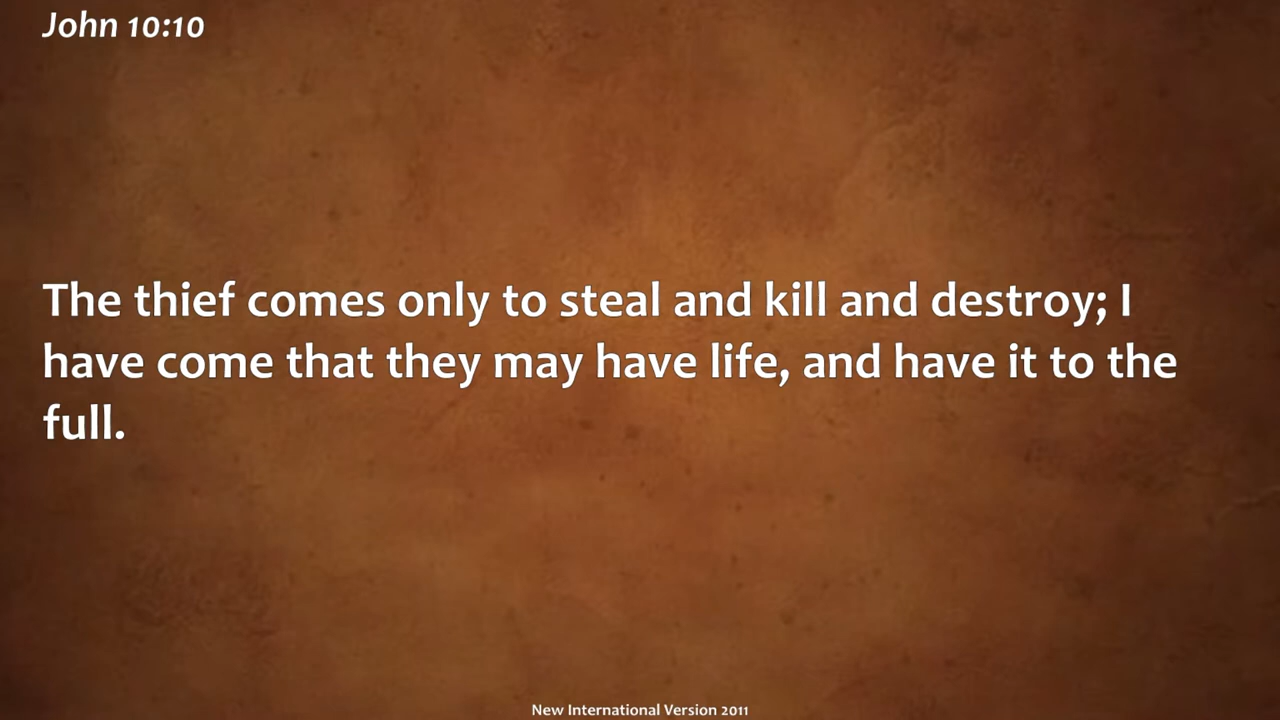 John 10:10
The thief comes only to steal and kill and destroy; I
have come that they may have life, and have it to the
full.
New International Version 2011